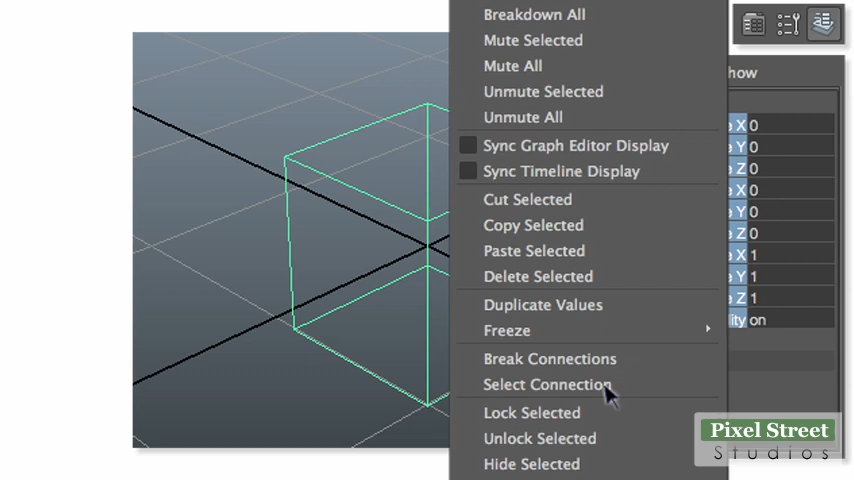 Breakdown All
Mute Selected
Mute All
Unmute Selected
Unmute All
Sync Graph Editor Display
Sync Timeline Display
Cut Selected
Copy Selected
Paste Selected
Delete Selected
Duplicate Values
Freeze
Break Connections
Select Connection
Lock Selected
Unlock Selected
Hide Selected
how
X 0
Y 0
Z 0
X 0
Y 0
Z 0
X 1
Y 1
Z 1
lity on
Pixel Street
Studios